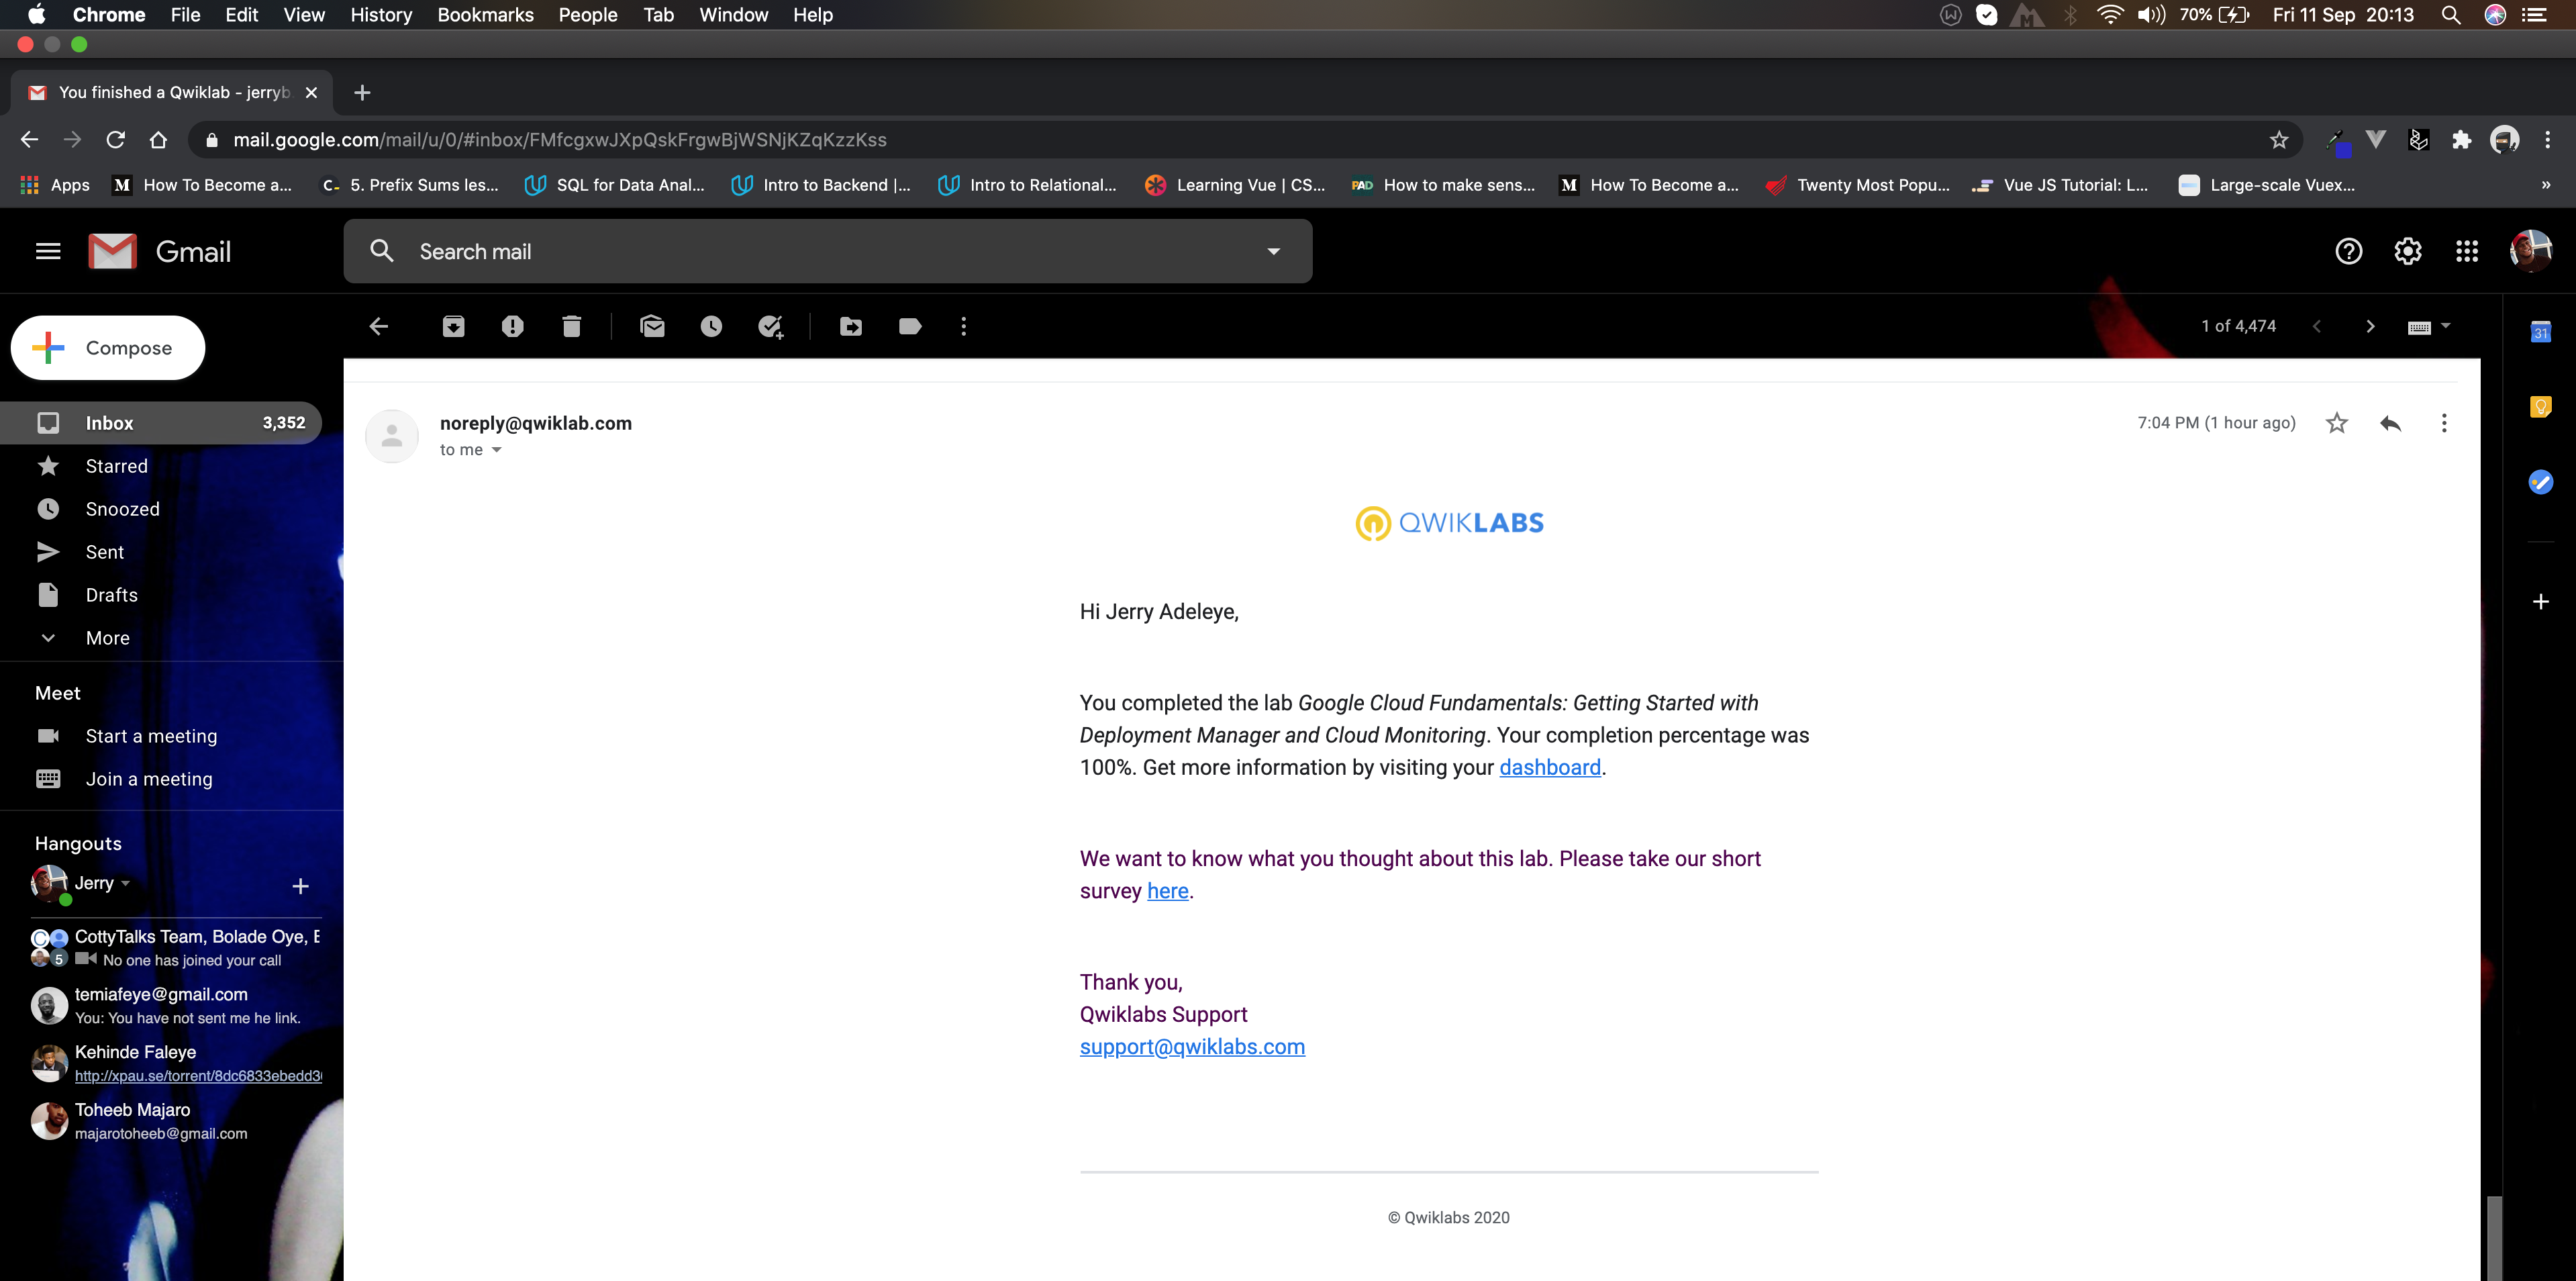 Chrome File Edit View History Bookmarks People Tab Window Help
70% Fri 11 Sep 20:13
You finished a Qwiklab - jerryb
mail.google.com/mail/u/0/#inbox/FMfcgxwJXpQskFrgwBjWSNjKZqKzzKss
Apps
M How To Become a...
C- 5. Prefix Sums les...
SQL for Data Anal...
Intro to Backend |...
Intro to Relational...
Learning Vue | CS...
PAD How to make sens...
M How To Become a...
Twenty Most Popu...
Vue JS Tutorial: L...
Large-scale Vuex...
»
Gmail
Search mail
Compose
1 of 4,474
31
Inbox 3,352
Starred
Snoozed
Sent
Drafts
More
Meet
Start a meeting
Join a meeting
Hangouts
Jerry
CottyTalks Team, Bolade Oye, E
5 No one has joined your call
temiafeye@gmail.com
You: You have not sent me he link.
Kehinde Faleye
http://xpau.se/torrent/8dc6833ebedd3
Toheeb Majaro
majarotoheeb@gmail.com
noreply@qwiklab.com
to me
7:04 PM (1 hour ago)
QWIKLABS
Hi Jerry Adeleye,
You completed the lab Google Cloud Fundamentals: Getting Started with
Deployment Manager and Cloud Monitoring. Your completion percentage was
100%. Get more information by visiting your dashboard.
We want to know what you thought about this lab. Please take our short
survey here.
Thank you,
Qwiklabs Support
support@qwiklabs.com
© Qwiklabs 2020